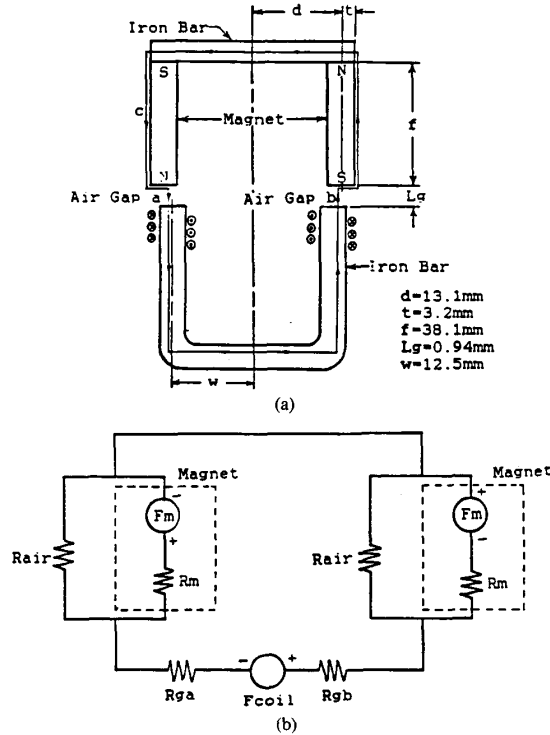 d
t
Iron Bar
S
N
c
Magnet
f
N
S
Air Gap a
Air Gap b
Lg
Iron Bar
d=13.1mm
t=3.2mm
f=38.1mm
Lg=0.94mm
w=12.5mm
w
(a)
Magnet
Magnet
-
+
Fm
Fm
+
-
Rair
Rm
Rair
Rm
-
+
Rga
Fcoil
Rgb
(b)